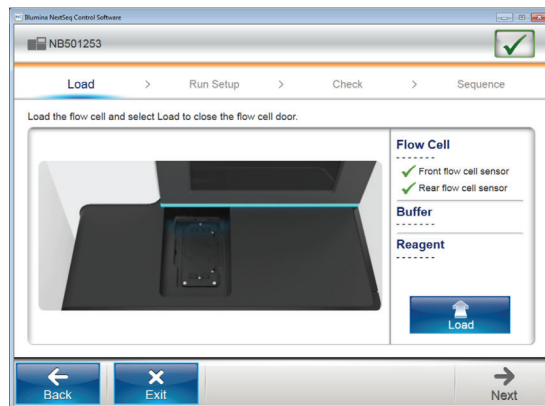 Illumina NextSeq Control Software
NB501253
Load > Run Setup > Check > Sequence
Load the flow cell and select Load to close the flow cell door.
Flow Cell
-------
Front flow cell sensor
Rear flow cell sensor
Buffer
-------
Reagent
-------
Load
Back
Exit
Next